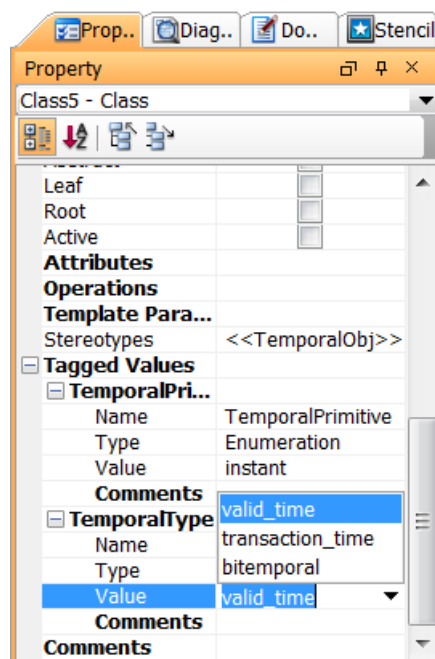 Prop.. Diag.. Do.. Stencil
Property
Class5 - Class
Leaf
Root
Active
Attributes
Operations
Template Para...
Stereotypes <<TemporalObj>>
Tagged Values
TemporalPri...
Name TemporalPrimitive
Type Enumeration
Value instant
Comments
valid_time
TemporalType
transaction_time
Name
bitemporal
Type
Value valid_time
Comments
Comments